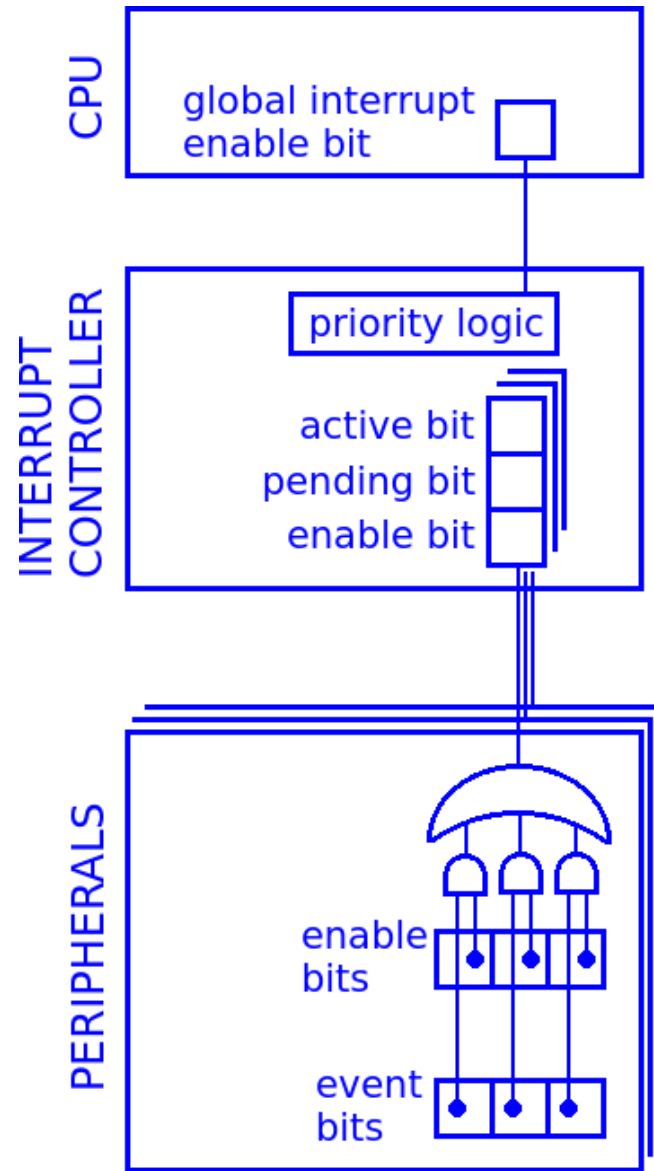 CPU
global interrupt
enable bit
INTERRUPT
CONTROLLER
priority logic
active bit
pending bit
enable bit
PERIPHERALS
enable
bits
event
bits